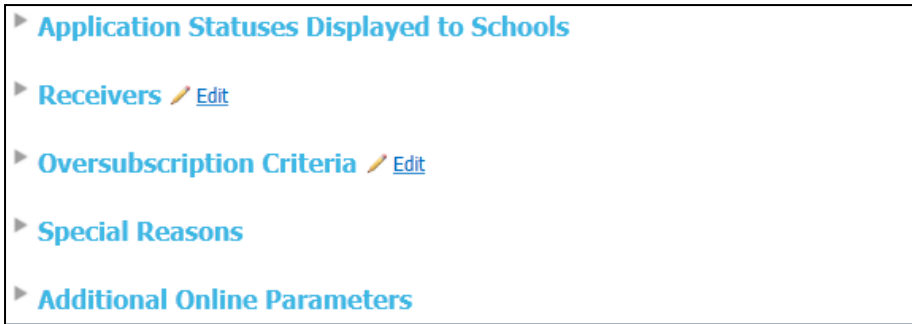 Application Statuses Displayed to Schools
Receivers Edit
Oversubscription Criteria Edit
Special Reasons
Additional Online Parameters